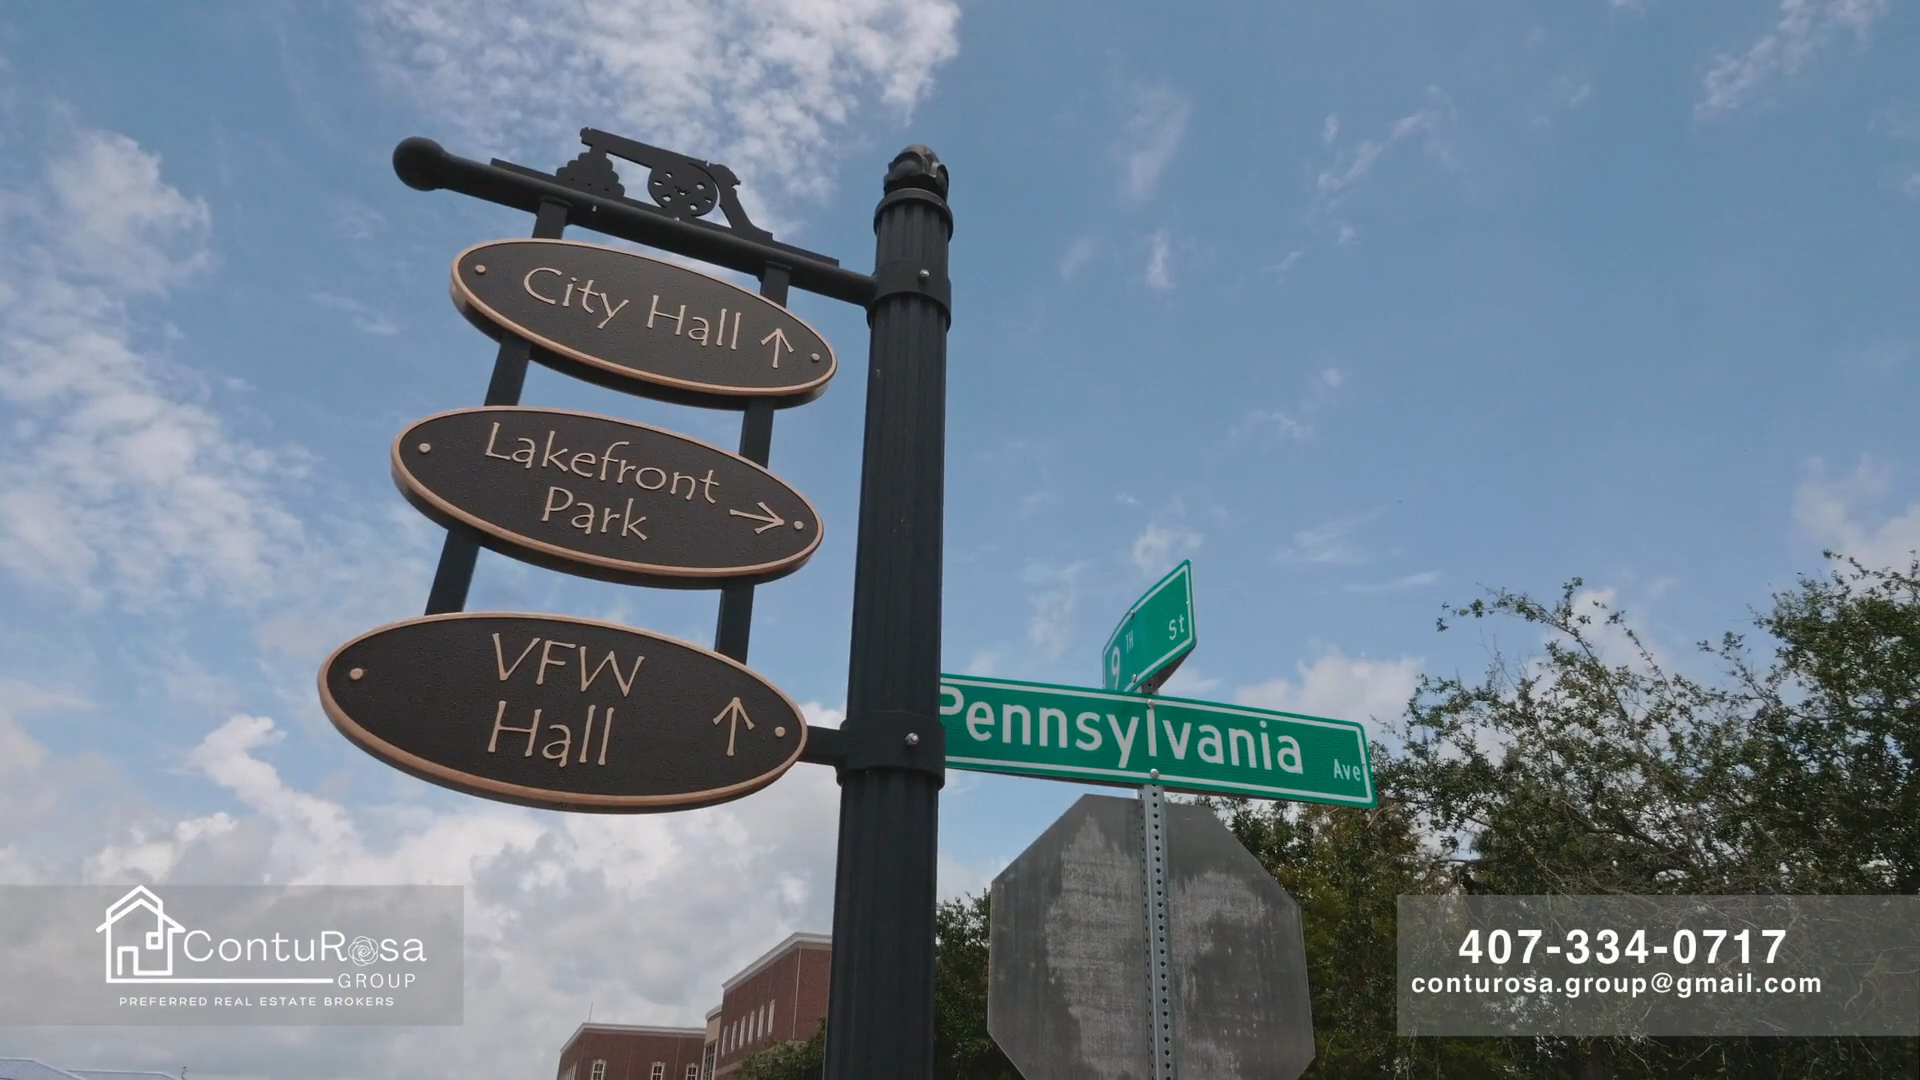 City Hall ↑
Lakefront
Park →
VFW
Hall ↑
9TH St
Pennsylvania Ave
ContuRosa
GROUP
PREFERRED REAL ESTATE BROKERS
407-334-0717
conturosa.group@gmail.com